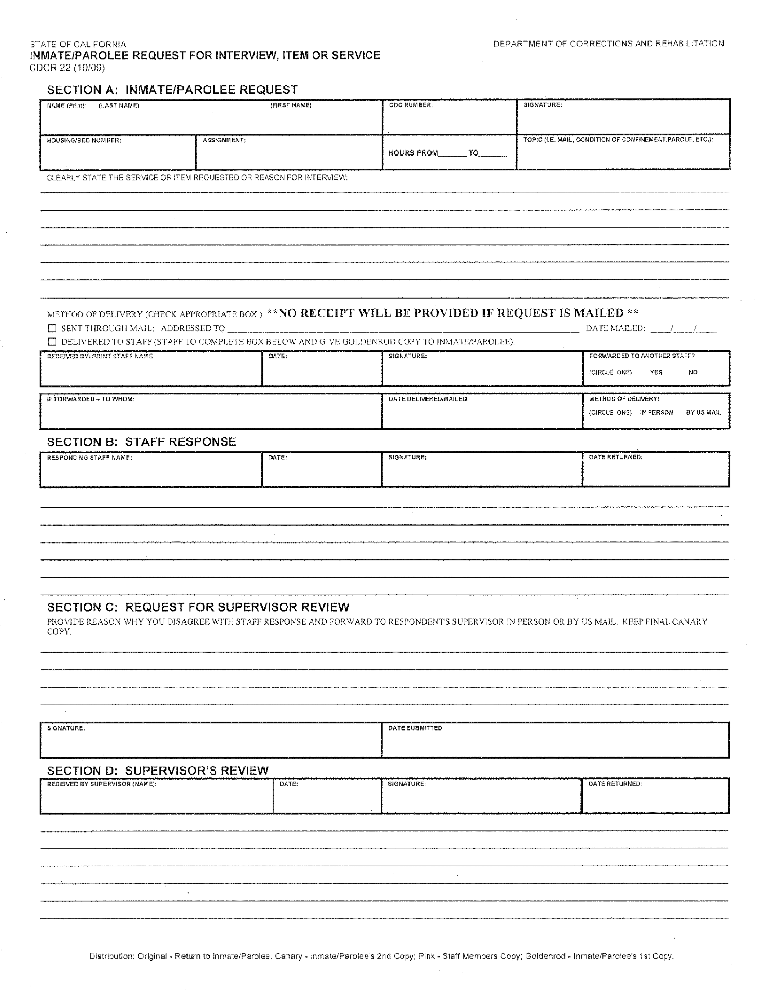 STATE OF CALIFORNIA DEPARTMENT OF CORRECTIONS AND REHABILITATION
INMATE/PAROLEE REQUEST FOR INTERVIEW, ITEM OR SERVICE
CDCR 22 (10/09)
SECTION A: INMATE/PAROLEE REQUEST
NAME (Print): (LAST NAME) (FIRST NAME) CDC NUMBER: SIGNATURE:
HOUSING/BED NUMBER: ASSIGNMENT: TOPIC (I.E. MAIL, CONDITION OF CONFINEMENT/PAROLE, ETC.):
HOURS FROM______ TO______
CLEARLY STATE THE SERVICE OR ITEM REQUESTED OR REASON FOR INTERVIEW:
METHOD OF DELIVERY (CHECK APPROPRIATE BOX ) **NO RECEIPT WILL BE PROVIDED IF REQUEST IS MAILED **
☐ SENT THROUGH MAIL: ADDRESSED TO:______ DATE MAILED: ____/____/____
☐ DELIVERED TO STAFF (STAFF TO COMPLETE BOX BELOW AND GIVE GOLDENROD COPY TO INMATE/PAROLEE):
RECEIVED BY: PRINT STAFF NAME: DATE: SIGNATURE: FORWARDED TO ANOTHER STAFF?
(CIRCLE ONE) YES NO
IF FORWARDED – TO WHOM: DATE DELIVERED/MAILED: METHOD OF DELIVERY:
(CIRCLE ONE) IN PERSON BY US MAIL
SECTION B: STAFF RESPONSE
RESPONDING STAFF NAME: DATE: SIGNATURE: DATE RETURNED:
SECTION C: REQUEST FOR SUPERVISOR REVIEW
PROVIDE REASON WHY YOU DISAGREE WITH STAFF RESPONSE AND FORWARD TO RESPONDENT'S SUPERVISOR IN PERSON OR BY US MAIL. KEEP FINAL CANARY
COPY.
SIGNATURE: DATE SUBMITTED:
SECTION D: SUPERVISOR'S REVIEW
RECEIVED BY SUPERVISOR (NAME): DATE: SIGNATURE: DATE RETURNED:
Distribution: Original - Return to Inmate/Parolee; Canary - Inmate/Parolee's 2nd Copy; Pink - Staff Members Copy; Goldenrod - Inmate/Parolee's 1st Copy.